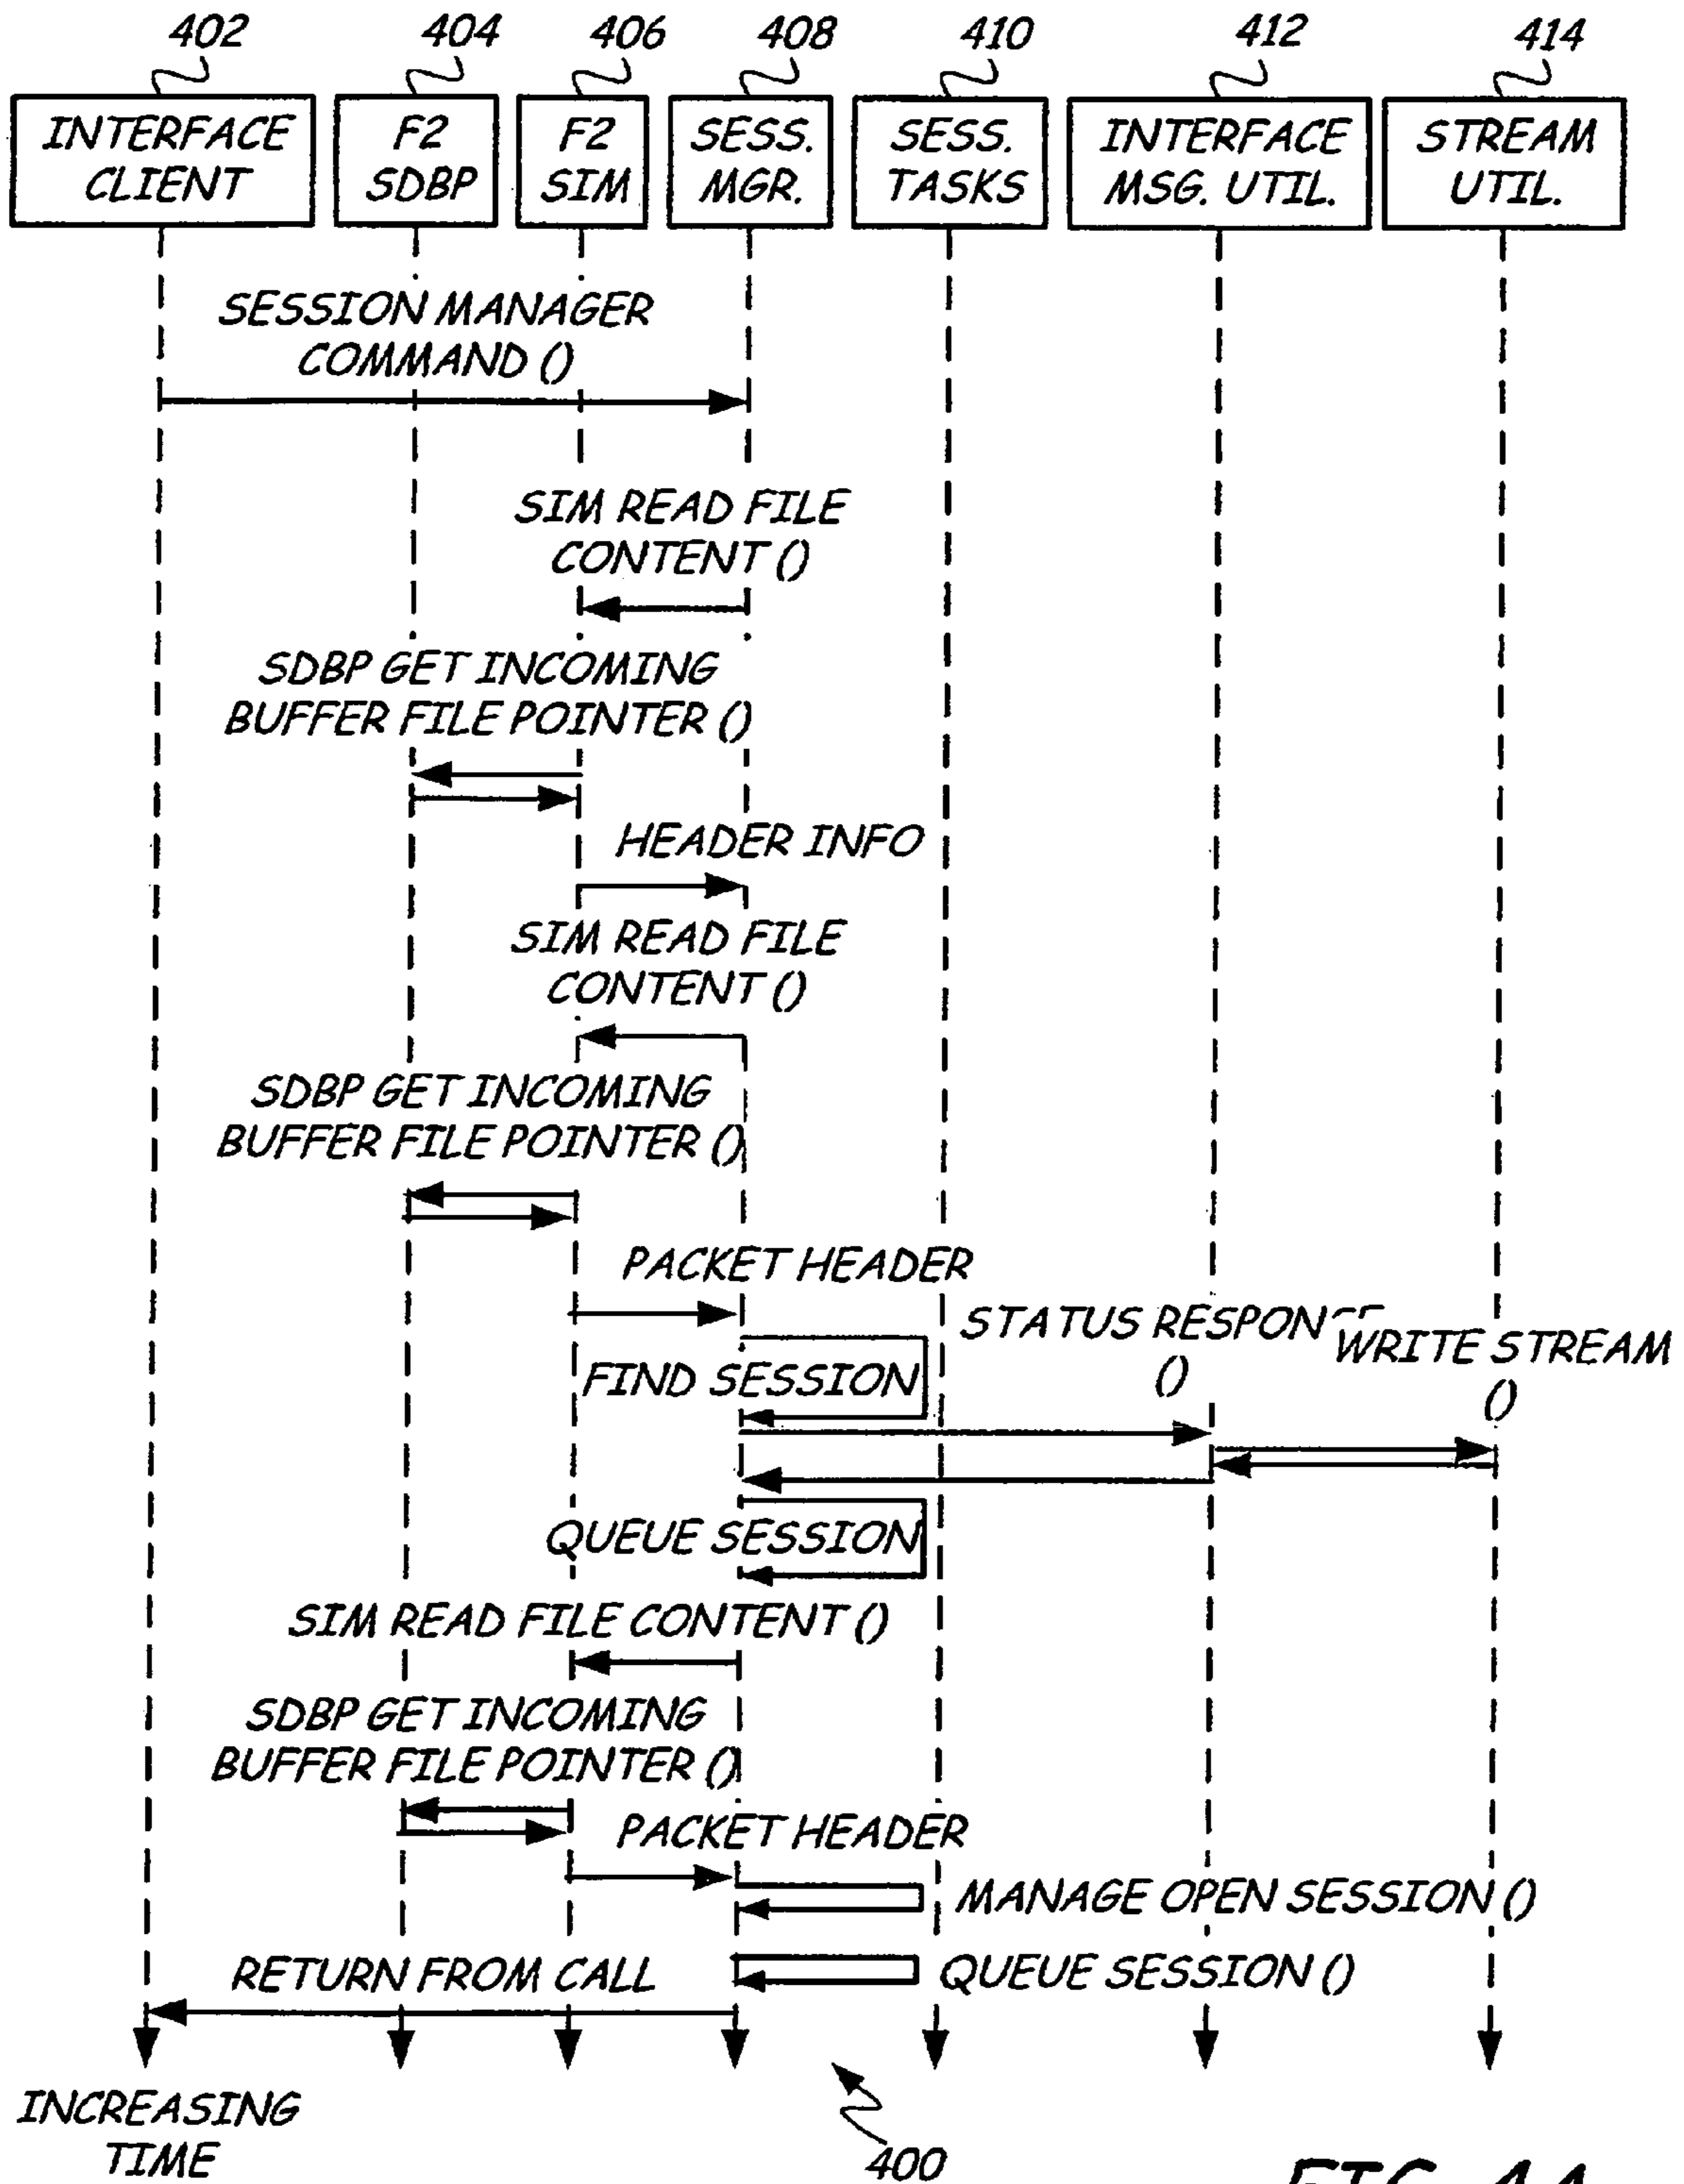 402 404 406 408 410 412 414
INTERFACE CLIENT
F2 SDBP
F2 SIM
SESS. MGR.
SESS. TASKS
INTERFACE MSG. UTIL.
STREAM UTIL.
SESSION MANAGER
COMMAND ()
SIM READ FILE
CONTENT ()
SDBP GET INCOMING
BUFFER FILE POINTER ()
HEADER INFO
SIM READ FILE
CONTENT ()
SDBP GET INCOMING
BUFFER FILE POINTER ()
PACKET HEADER
STATUS RESPON
()
WRITE STREAM
()
FIND SESSION
QUEUE SESSION
SIM READ FILE CONTENT ()
SDBP GET INCOMING
BUFFER FILE POINTER ()
PACKET HEADER
MANAGE OPEN SESSION ()
QUEUE SESSION ()
RETURN FROM CALL
INCREASING
TIME
400